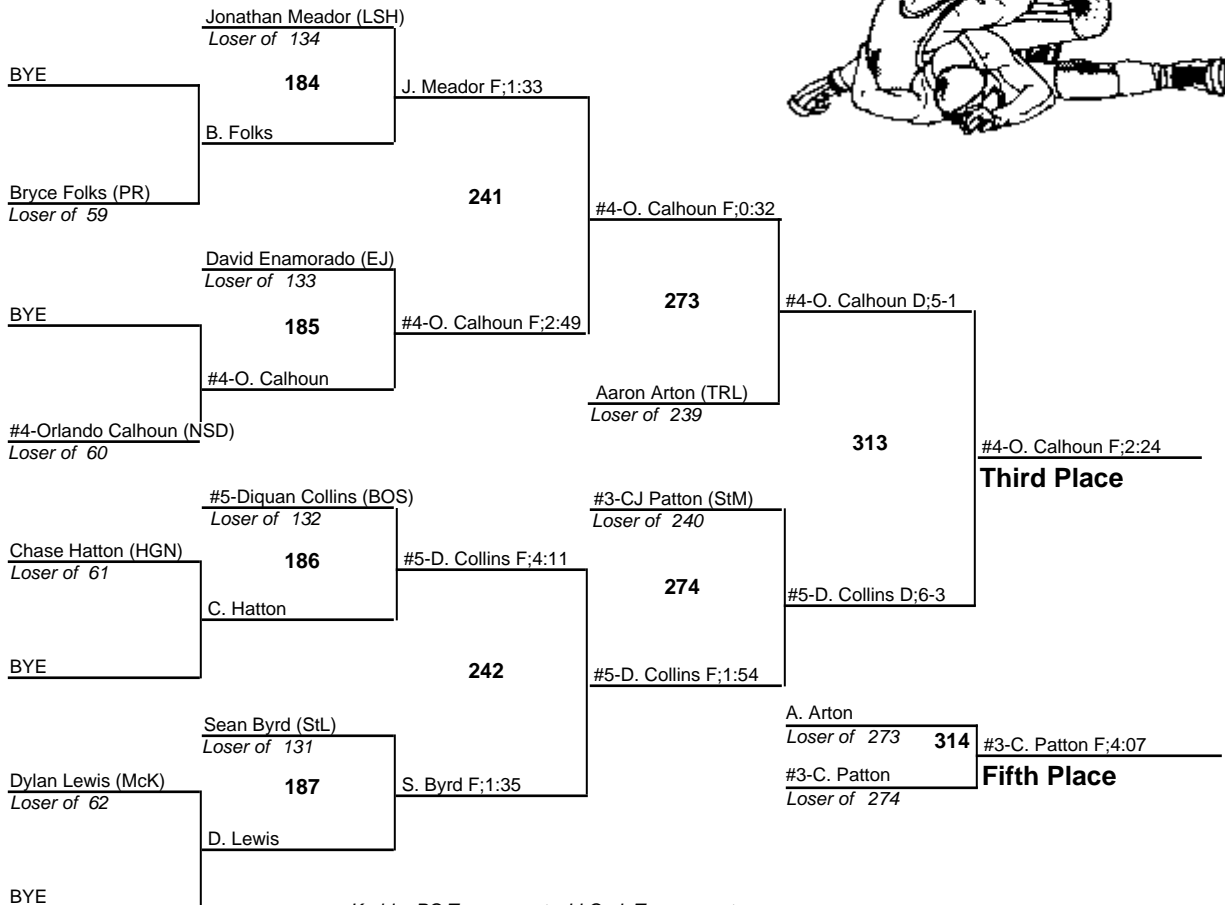 Jonathan Meador (LSH)
Loser of 134
BYE
184
J. Meador F;1:33
B. Folks
Bryce Folks (PR)
Loser of 59
241
#4-O. Calhoun F;0:32
David Enamorado (EJ)
Loser of 133
BYE
185
#4-O. Calhoun F;2:49
273
#4-O. Calhoun D;5-1
#4-O. Calhoun
Aaron Arton (TRL)
Loser of 239
#4-Orlando Calhoun (NSD)
Loser of 60
313
#4-O. Calhoun F;2:24
Third Place
#5-Diquan Collins (BOS)
Loser of 132
#3-CJ Patton (StM)
Loser of 240
Chase Hatton (HGN)
Loser of 61
186
#5-D. Collins F;4:11
274
#5-D. Collins D;6-3
C. Hatton
BYE
242
#5-D. Collins F;1:54
Sean Byrd (StL)
Loser of 131
A. Arton
Loser of 273
314
#3-C. Patton F;4:07
Fifth Place
#3-C. Patton
Loser of 274
Dylan Lewis (McK)
Loser of 62
187
S. Byrd F;1:35
D. Lewis
BYE